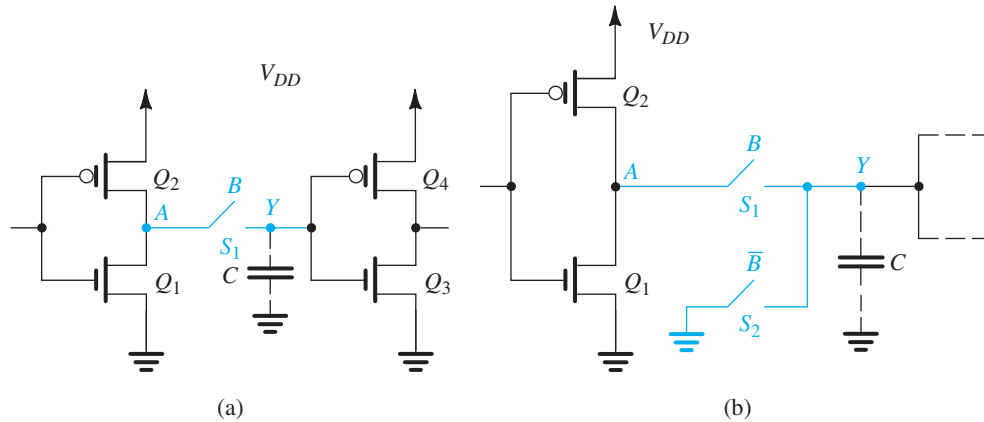 V_DD
Q_2
Q_4
A
B
Y
S_1
C
Q_1
Q_3
(a)
V_DD
Q_2
A
B
Y
S_1
B̅
C
Q_1
S_2
(b)